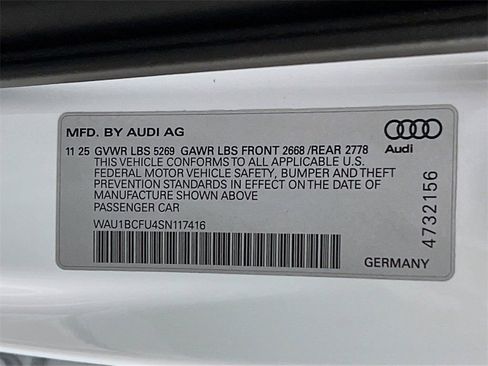 MFD. BY AUDI AG
11 25 GVWR LBS 5269 GAWR LBS FRONT 2668 /REAR 2778
THIS VEHICLE CONFORMS TO ALL APPLICABLE U.S.
FEDERAL MOTOR VEHICLE SAFETY, BUMPER AND THEFT
PREVENTION STANDARDS IN EFFECT ON THE DATE OF
MANUFACTURE SHOWN ABOVE
PASSENGER CAR
WAU1BCFU4SN117416
Audi
4732156
GERMANY